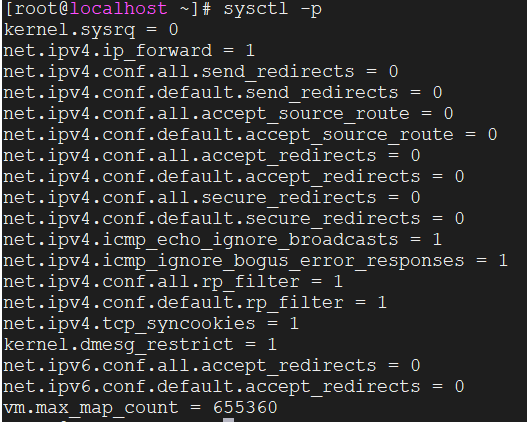 [root@localhost ~]# sysctl -p
kernel.sysrq = 0
net.ipv4.ip_forward = 1
net.ipv4.conf.all.send_redirects = 0
net.ipv4.conf.default.send_redirects = 0
net.ipv4.conf.all.accept_source_route = 0
net.ipv4.conf.default.accept_source_route = 0
net.ipv4.conf.all.accept_redirects = 0
net.ipv4.conf.default.accept_redirects = 0
net.ipv4.conf.all.secure_redirects = 0
net.ipv4.conf.default.secure_redirects = 0
net.ipv4.icmp_echo_ignore_broadcasts = 1
net.ipv4.icmp_ignore_bogus_error_responses = 1
net.ipv4.conf.all.rp_filter = 1
net.ipv4.conf.default.rp_filter = 1
net.ipv4.tcp_syncookies = 1
kernel.dmesg_restrict = 1
net.ipv6.conf.all.accept_redirects = 0
net.ipv6.conf.default.accept_redirects = 0
vm.max_map_count = 655360